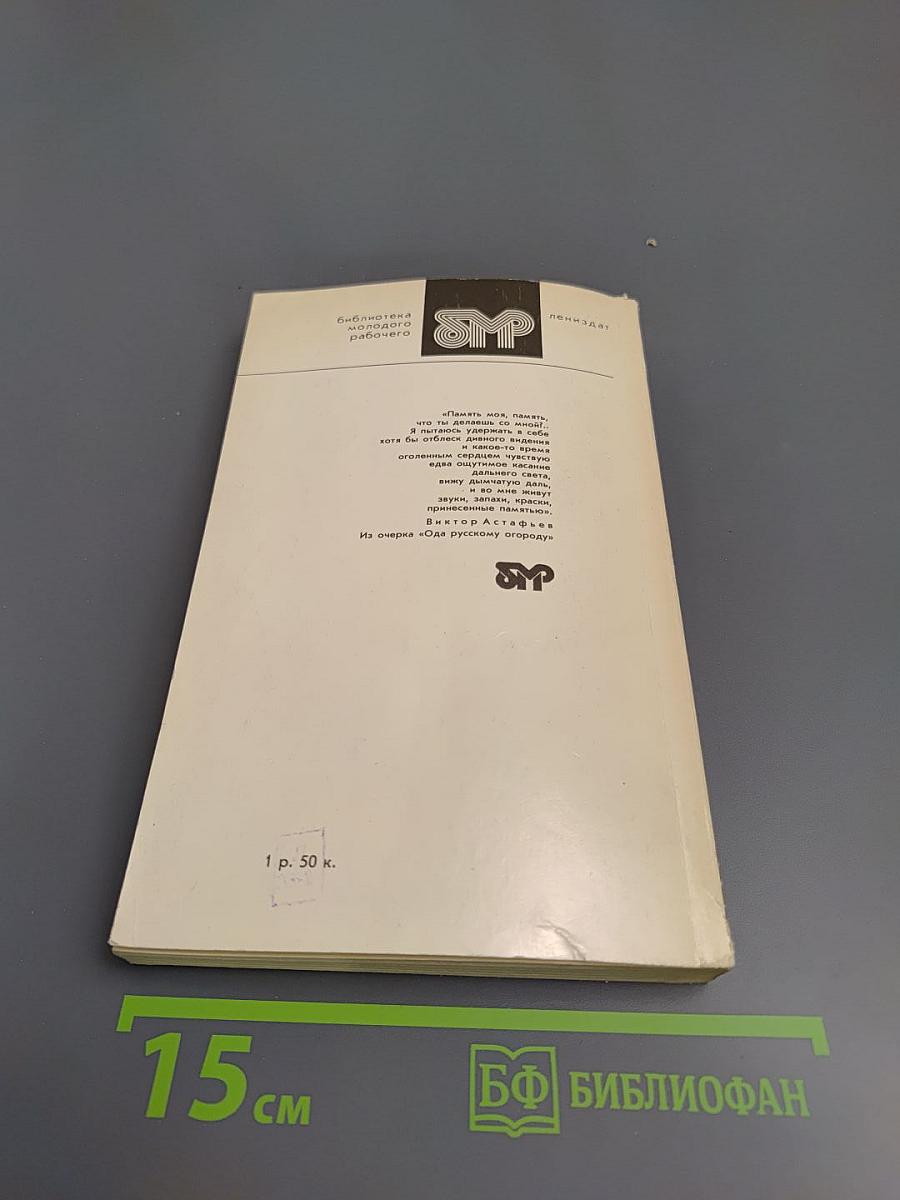 библиотека
молодого
рабочего
БМР
лениздат
«Память моя, память,
что ты делаешь со мной?..
Я пытаюсь удержать в себе
хотя бы отблеск дивного видения
и какое-то время
оголенным сердцем чувствую
едва ощутимое касание
дальнего света,
вижу дымчатую даль,
и во мне живут
звуки, запахи, краски,
принесенные памятью».
Виктор Астафьев
Из очерка «Ода русскому огороду»
БМР
1 р. 50 к.
15 см
БФ БИБЛИОФАН